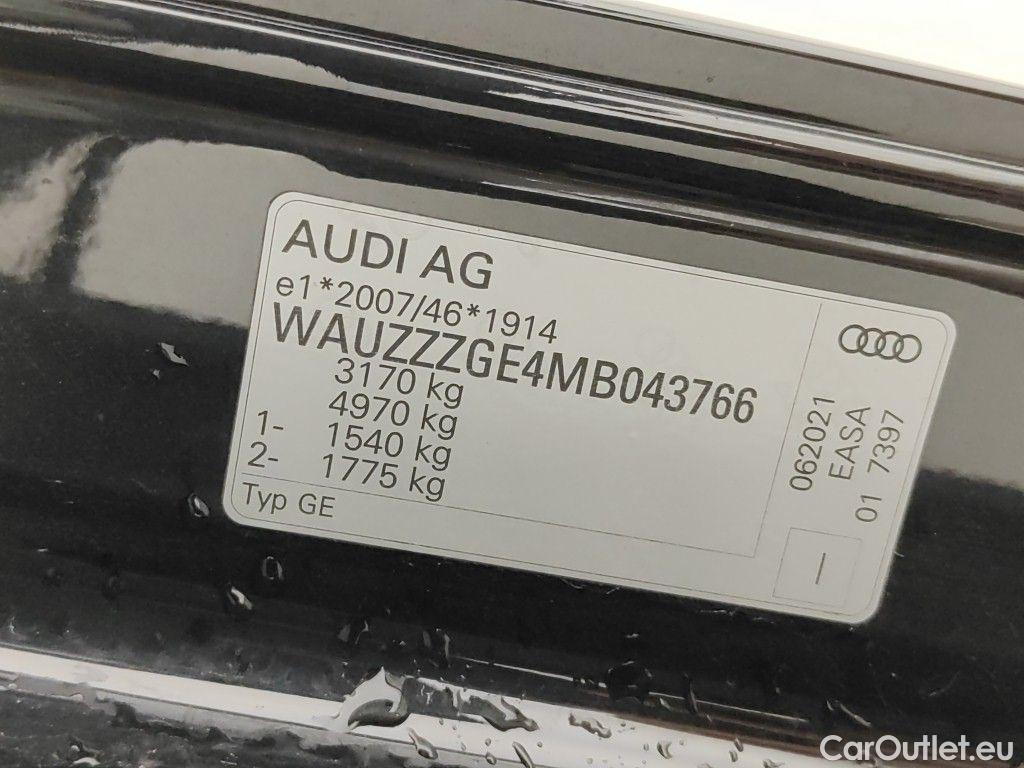 AUDI AG
e1*2007/46*1914
WAUZZZGE4MB043766
3170 kg
4970 kg
1- 1540 kg
2- 1775 kg
Typ GE
062021
EASA
01 7397
CarOutlet.eu